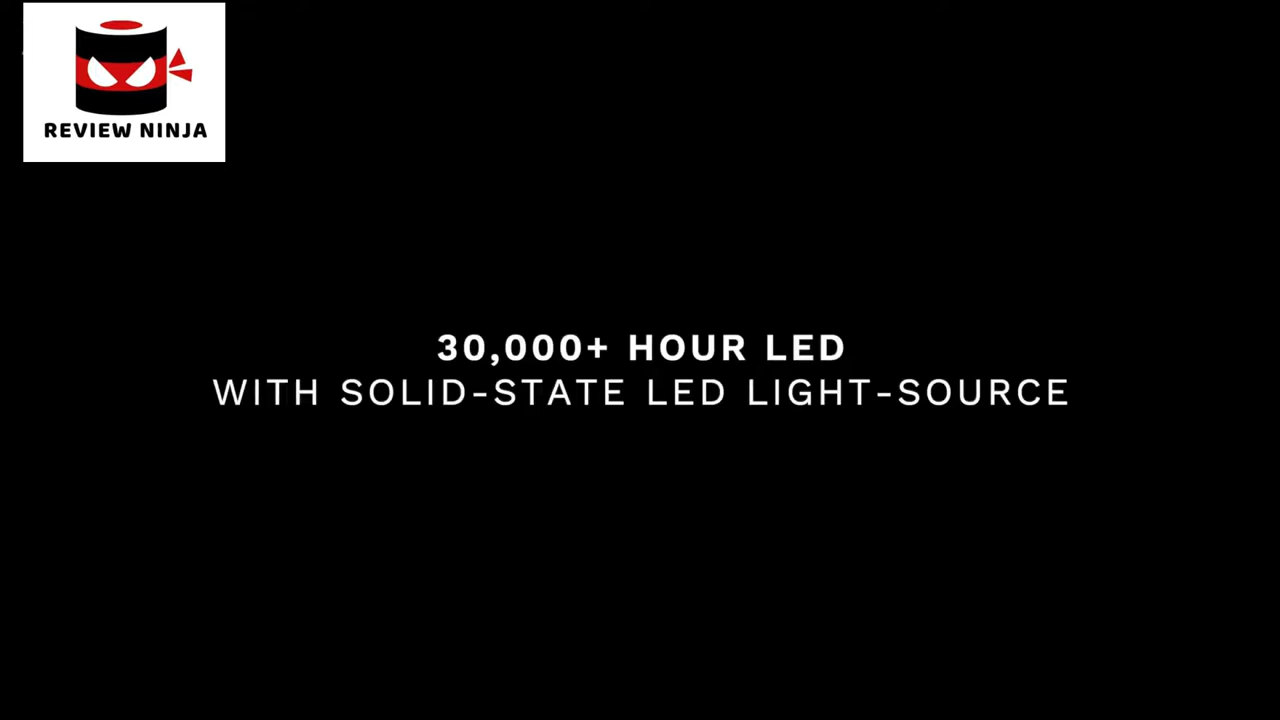 REVIEW NINJA
30,000+ HOUR LED
WITH SOLID-STATE LED LIGHT-SOURCE